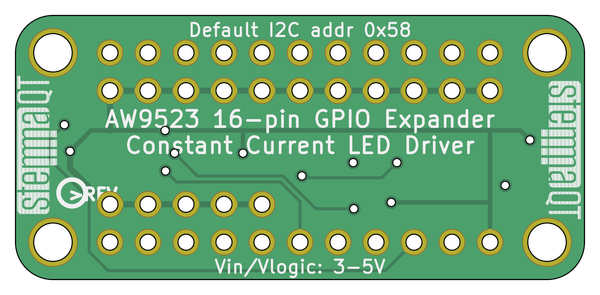 Default I2C addr 0x58
AW9523 16-pin GPIO Expander
Constant Current LED Driver
stemmaQT
stemmaQT
>REV
Vin/Vlogic: 3-5V